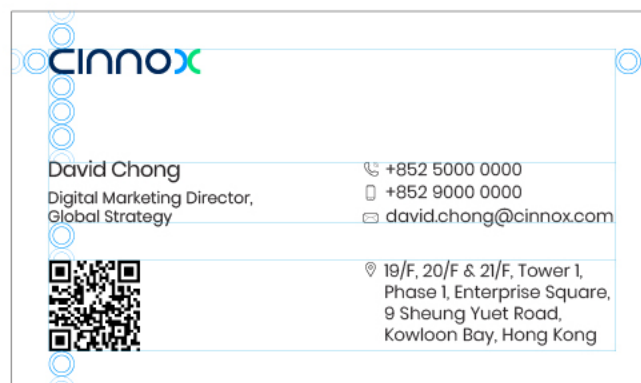 CINNOX
David Chong
Digital Marketing Director,
Global Strategy
+852 5000 0000
+852 9000 0000
david.chong@cinnox.com
19/F, 20/F & 21/F, Tower 1,
Phase 1, Enterprise Square,
9 Sheung Yuet Road,
Kowloon Bay, Hong Kong